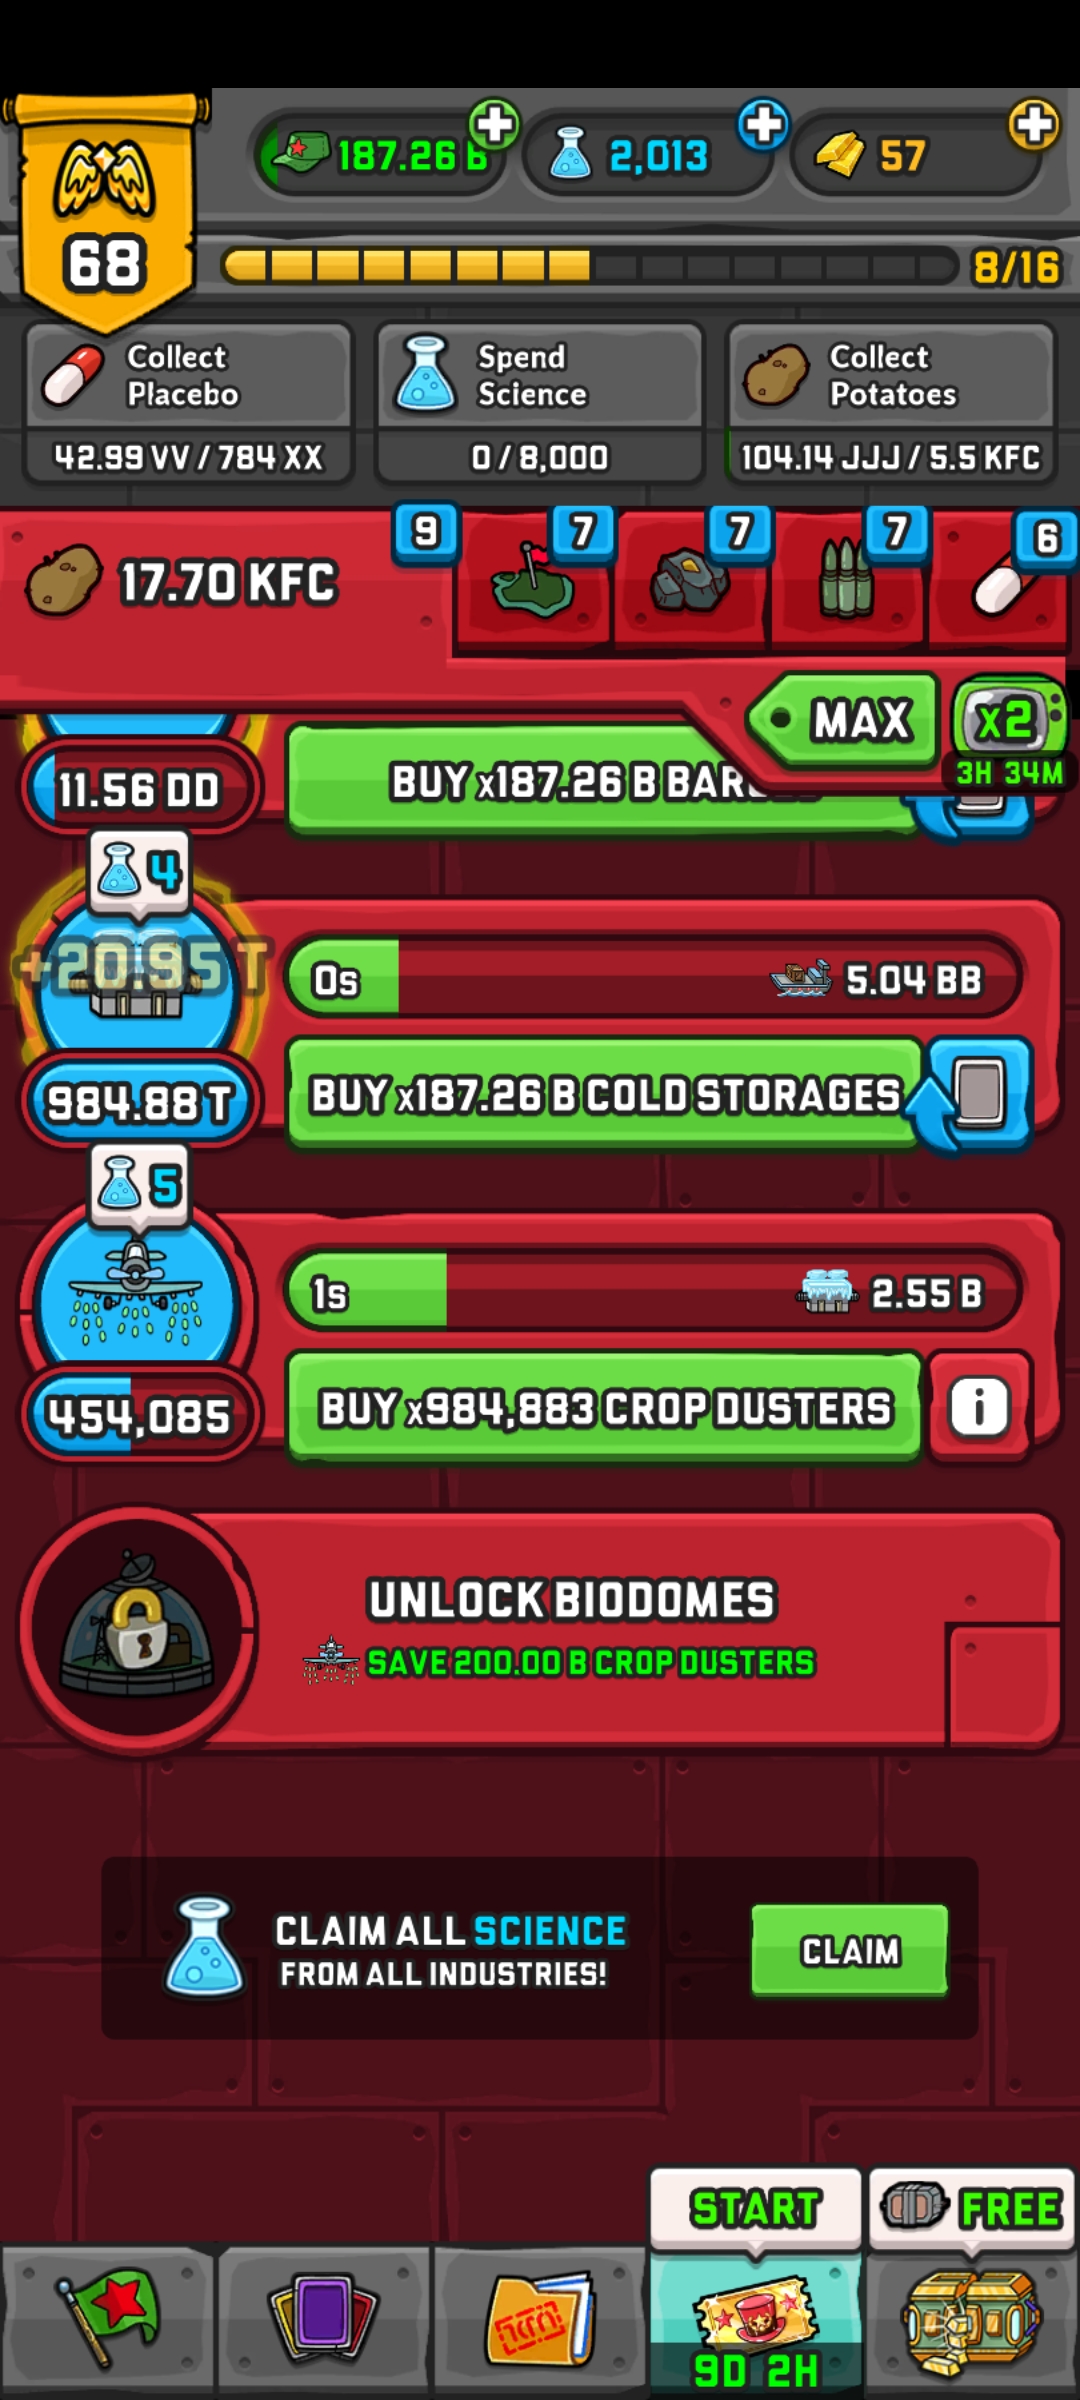 187.26 B
2,013
57
68
8/16
Collect
Placebo
42.99 VV / 784 XX
Spend
Science
0 / 8,000
Collect
Potatoes
104.14 JJJ / 5.5 KFC
17.70 KFC
9
7
7
7
6
MAX
x2
3H 34M
11.56 DD
BUY x187.26 B
4
+20.95 T
0s
5.04 BB
984.88 T
BUY x187.26 B COLD STORAGES
5
1s
2.55 B
454,085
BUY x984,883 CROP DUSTERS
i
UNLOCK BIODOMES
SAVE 200.00 B CROP DUSTERS
CLAIM ALL SCIENCE
FROM ALL INDUSTRIES!
CLAIM
START
FREE
9D 2H